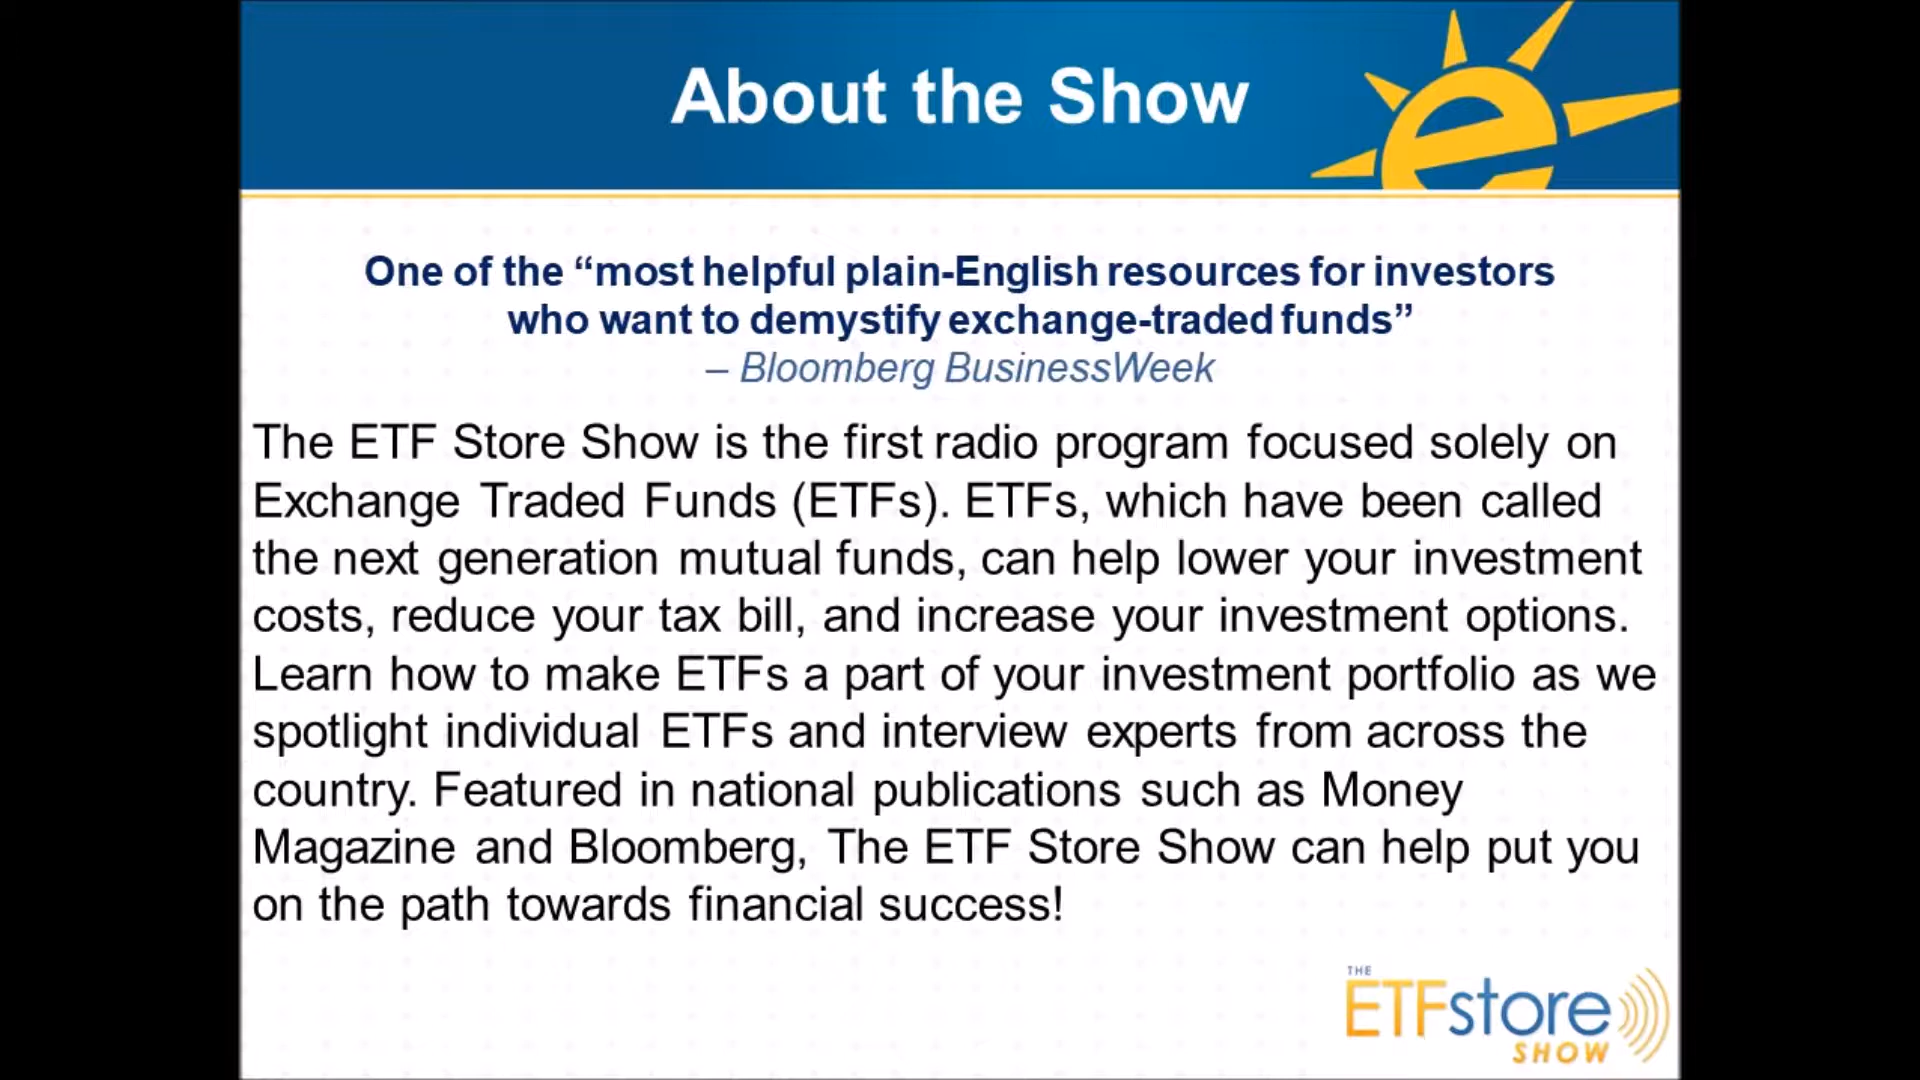 About the Show
One of the “most helpful plain-English resources for investors
who want to demystify exchange-traded funds”
– Bloomberg BusinessWeek
The ETF Store Show is the first radio program focused solely on
Exchange Traded Funds (ETFs). ETFs, which have been called
the next generation mutual funds, can help lower your investment
costs, reduce your tax bill, and increase your investment options.
Learn how to make ETFs a part of your investment portfolio as we
spotlight individual ETFs and interview experts from across the
country. Featured in national publications such as Money
Magazine and Bloomberg, The ETF Store Show can help put you
on the path towards financial success!
THE
ETFstore
SHOW